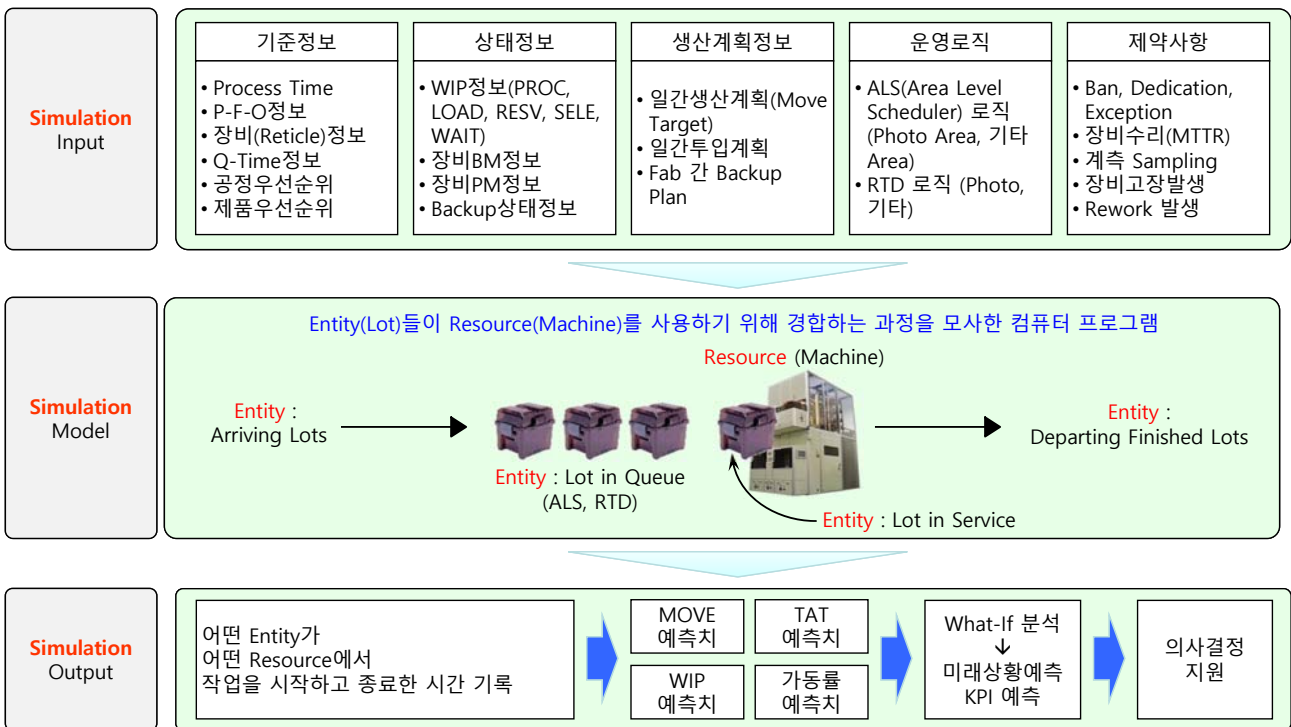 Simulation
Input
기준정보
• Process Time
• P-F-O정보
• 장비(Reticle)정보
• Q-Time정보
• 공정우선순위
• 제품우선순위
상태정보
• WIP정보(PROC,
LOAD, RESV, SELE,
WAIT)
• 장비BM정보
• 장비PM정보
• Backup상태정보
생산계획정보
• 일간생산계획(Move
Target)
• 일간투입계획
• Fab 간 Backup
Plan
운영로직
• ALS(Area Level
Scheduler) 로직
(Photo Area, 기타
Area)
• RTD 로직 (Photo,
기타)
제약사항
• Ban, Dedication,
Exception
• 장비수리(MTTR)
• 계측 Sampling
• 장비고장발생
• Rework 발생
Simulation
Model
Entity(Lot)들이 Resource(Machine)를 사용하기 위해 경합하는 과정을 모사한 컴퓨터 프로그램
Resource (Machine)
Entity :
Arriving Lots
Entity : Lot in Queue
(ALS, RTD)
Entity : Lot in Service
Entity :
Departing Finished Lots
Simulation
Output
어떤 Entity가
어떤 Resource에서
작업을 시작하고 종료한 시간 기록
MOVE
예측치
TAT
예측치
WIP
예측치
가동률
예측치
What-If 분석
↓
미래상황예측
KPI 예측
의사결정
지원